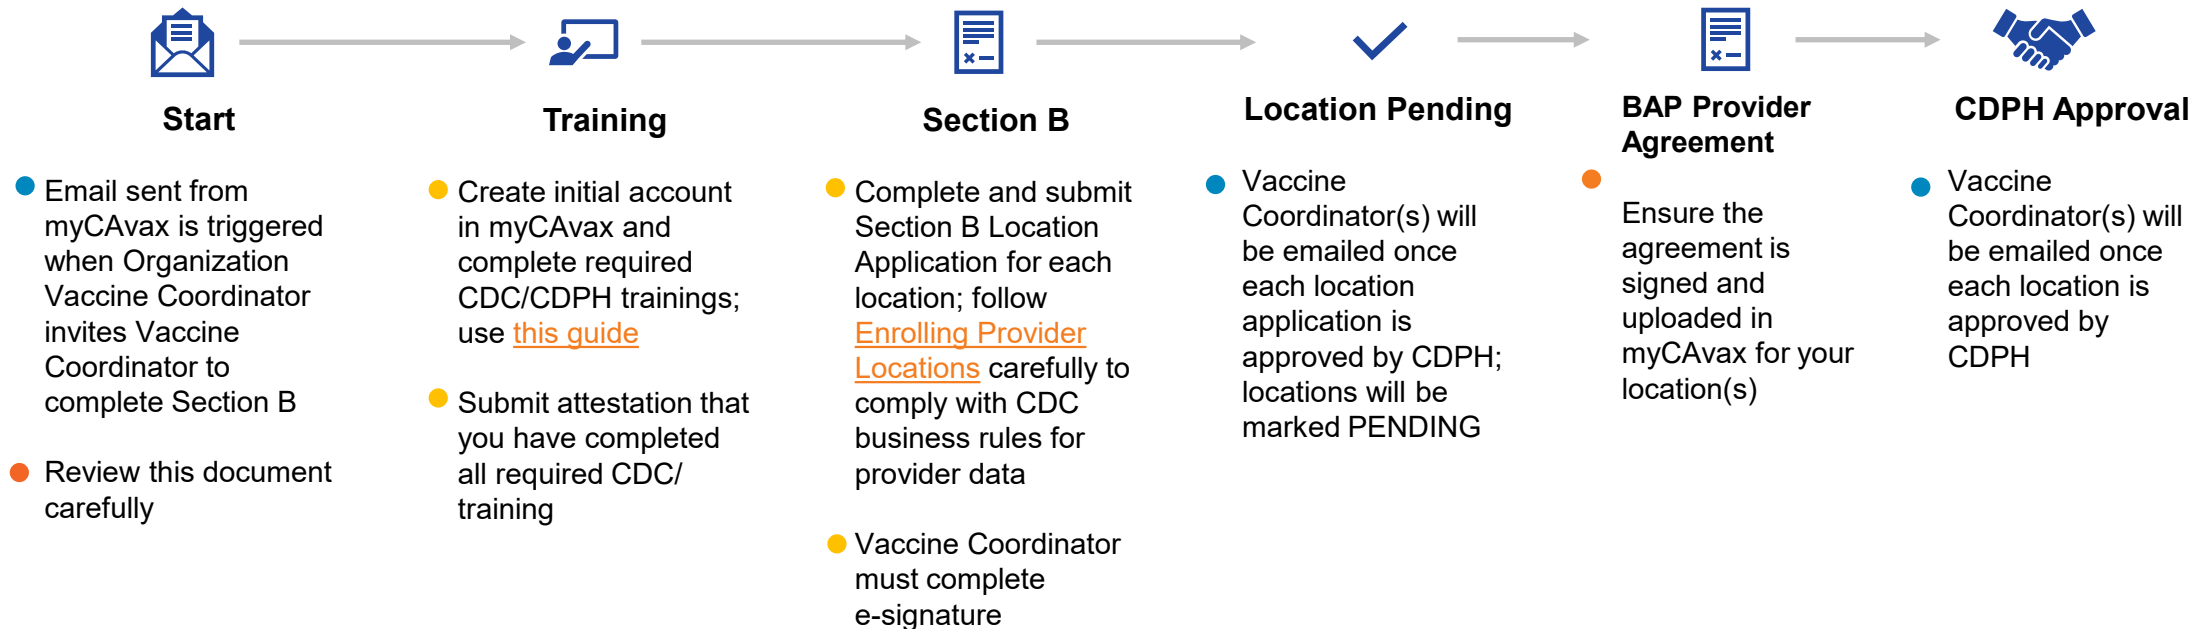 Start
Email sent from
myCAvax is triggered
when Organization
Vaccine Coordinator
invites Vaccine
Coordinator to
complete Section B
Review this document
carefully
Training
Create initial account
in myCAvax and
complete required
CDC/CDPH trainings;
use this guide
Submit attestation that
you have completed
all required CDC/
training
Section B
Complete and submit
Section B Location
Application for each
location; follow
Enrolling Provider
Locations carefully to
comply with CDC
business rules for
provider data
Vaccine Coordinator
must complete
e-signature
Location Pending
Vaccine
Coordinator(s) will
be emailed once
each location
application is
approved by CDPH;
locations will be
marked PENDING
BAP Provider
Agreement
Ensure the
agreement is
signed and
uploaded in
myCAvax for your
location(s)
CDPH Approval
Vaccine
Coordinator(s) will
be emailed once
each location is
approved by
CDPH